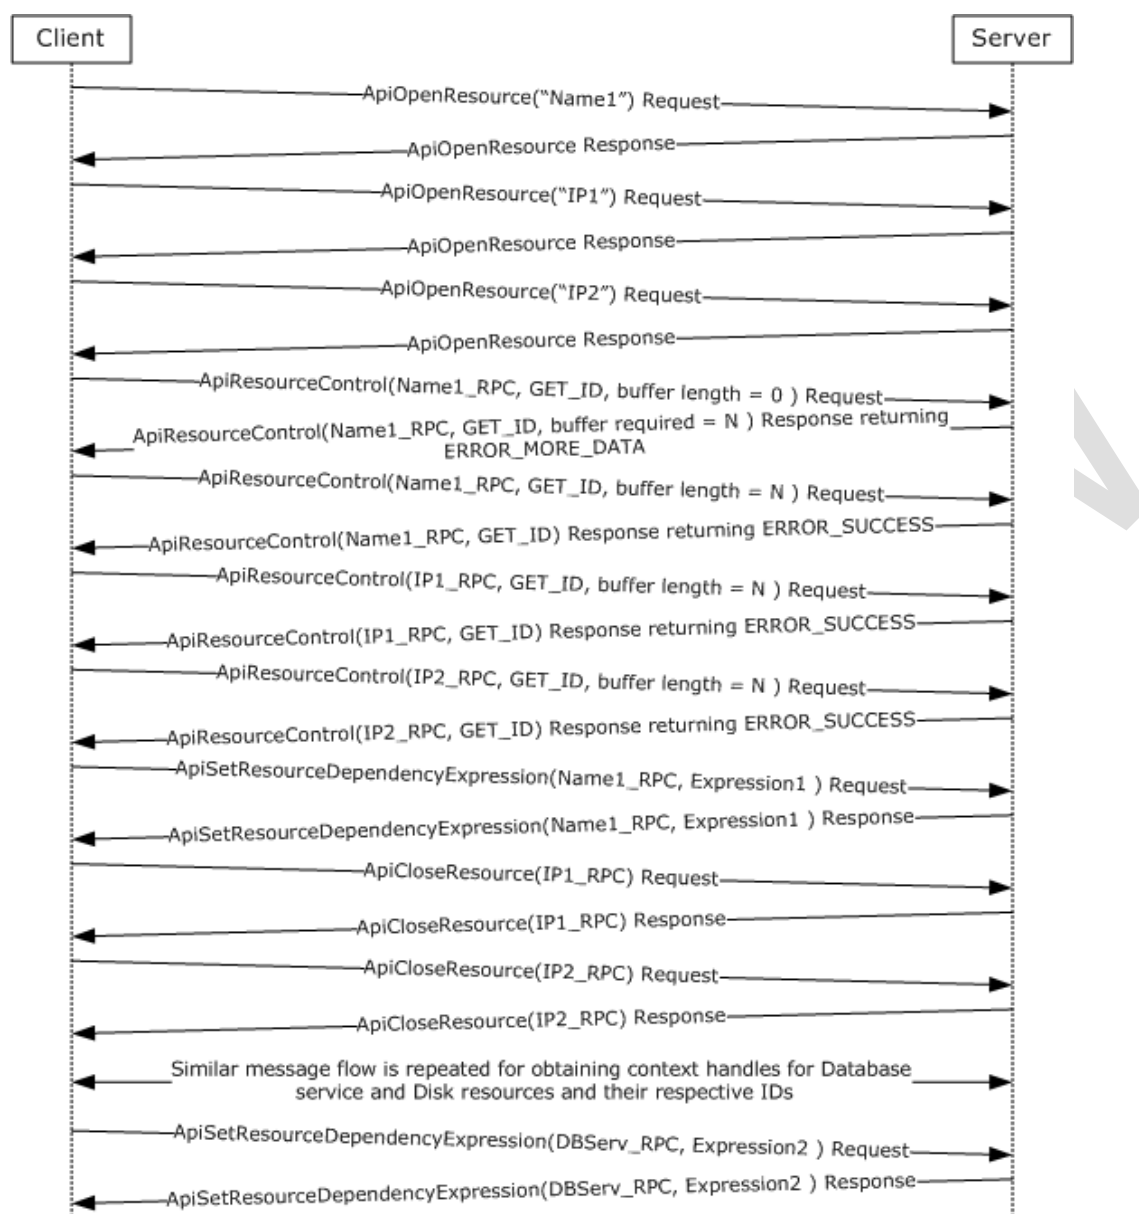 Client
Server
ApiOpenResource(“Name1”) Request
ApiOpenResource Response
ApiOpenResource(“IP1”) Request
ApiOpenResource Response
ApiOpenResource(“IP2”) Request
ApiOpenResource Response
ApiResourceControl(Name1_RPC, GET_ID, buffer length = 0 ) Request
ApiResourceControl(Name1_RPC, GET_ID, buffer required = N ) Response returning
ERROR_MORE_DATA
ApiResourceControl(Name1_RPC, GET_ID, buffer length = N ) Request
ApiResourceControl(Name1_RPC, GET_ID) Response returning ERROR_SUCCESS
ApiResourceControl(IP1_RPC, GET_ID, buffer length = N ) Request
ApiResourceControl(IP1_RPC, GET_ID) Response returning ERROR_SUCCESS
ApiResourceControl(IP2_RPC, GET_ID, buffer length = N ) Request
ApiResourceControl(IP2_RPC, GET_ID) Response returning ERROR_SUCCESS
ApiSetResourceDependencyExpression(Name1_RPC, Expression1 ) Request
ApiSetResourceDependencyExpression(Name1_RPC, Expression1 ) Response
ApiCloseResource(IP1_RPC) Request
ApiCloseResource(IP1_RPC) Response
ApiCloseResource(IP2_RPC) Request
ApiCloseResource(IP2_RPC) Response
Similar message flow is repeated for obtaining context handles for Database
service and Disk resources and their respective IDs
ApiSetResourceDependencyExpression(DBServ_RPC, Expression2 ) Request
ApiSetResourceDependencyExpression(DBServ_RPC, Expression2 ) Response